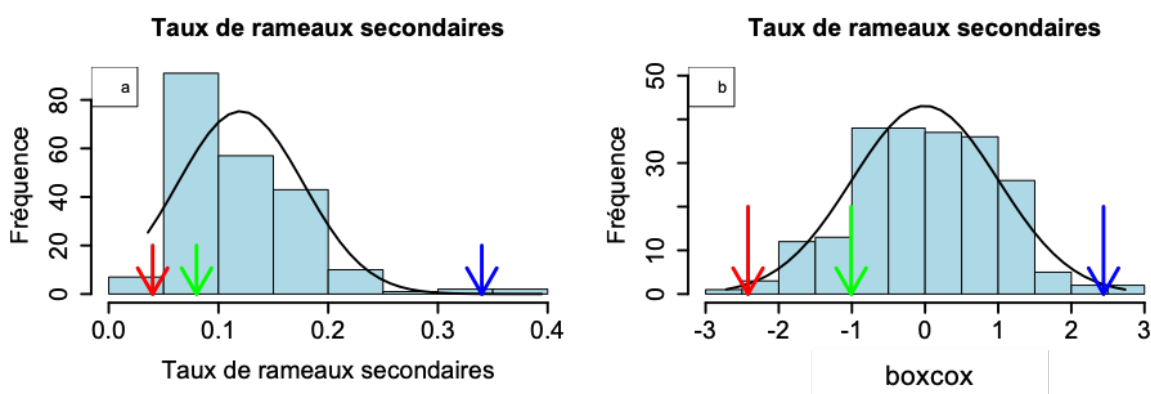 Taux de rameaux secondaires
a
Fréquence
0 20 40 60 80
0.0 0.1 0.2 0.3 0.4
Taux de rameaux secondaires
Taux de rameaux secondaires
b
Fréquence
0 10 30 50
-3 -2 -1 0 1 2 3
boxcox